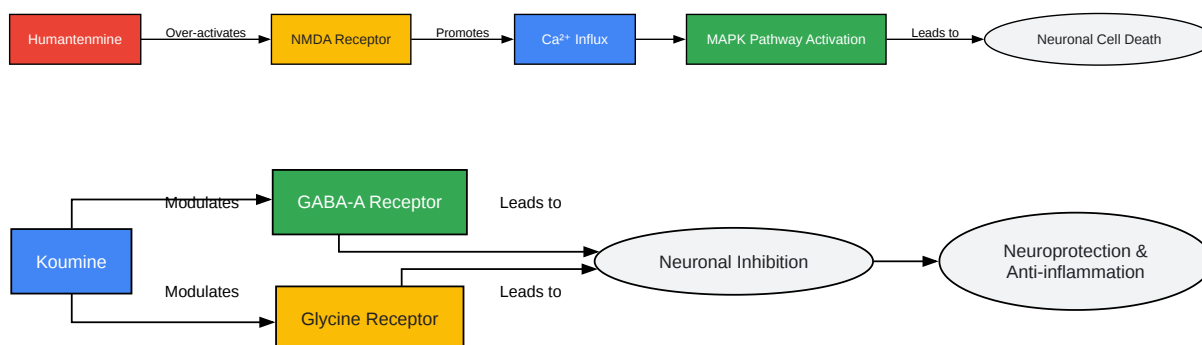 Humantenmine
Over-activates
NMDA Receptor
Promotes
Ca²⁺ Influx
MAPK Pathway Activation
Leads to
Neuronal Cell Death
Modulates
GABA-A Receptor
Leads to
Koumine
Neuronal Inhibition
Neuroprotection &
Anti-inflammation
Modulates
Glycine Receptor
Leads to